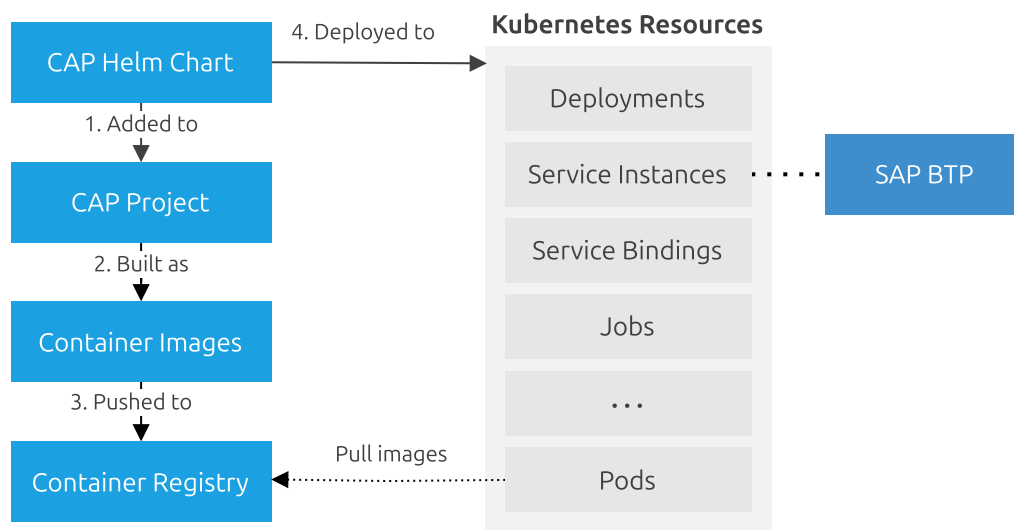 Kubernetes Resources
4. Deployed to
CAP Helm Chart
1. Added to
CAP Project
2. Built as
Container Images
3. Pushed to
Container Registry
Pull images
Deployments
Service Instances
Service Bindings
Jobs
...
Pods
SAP BTP